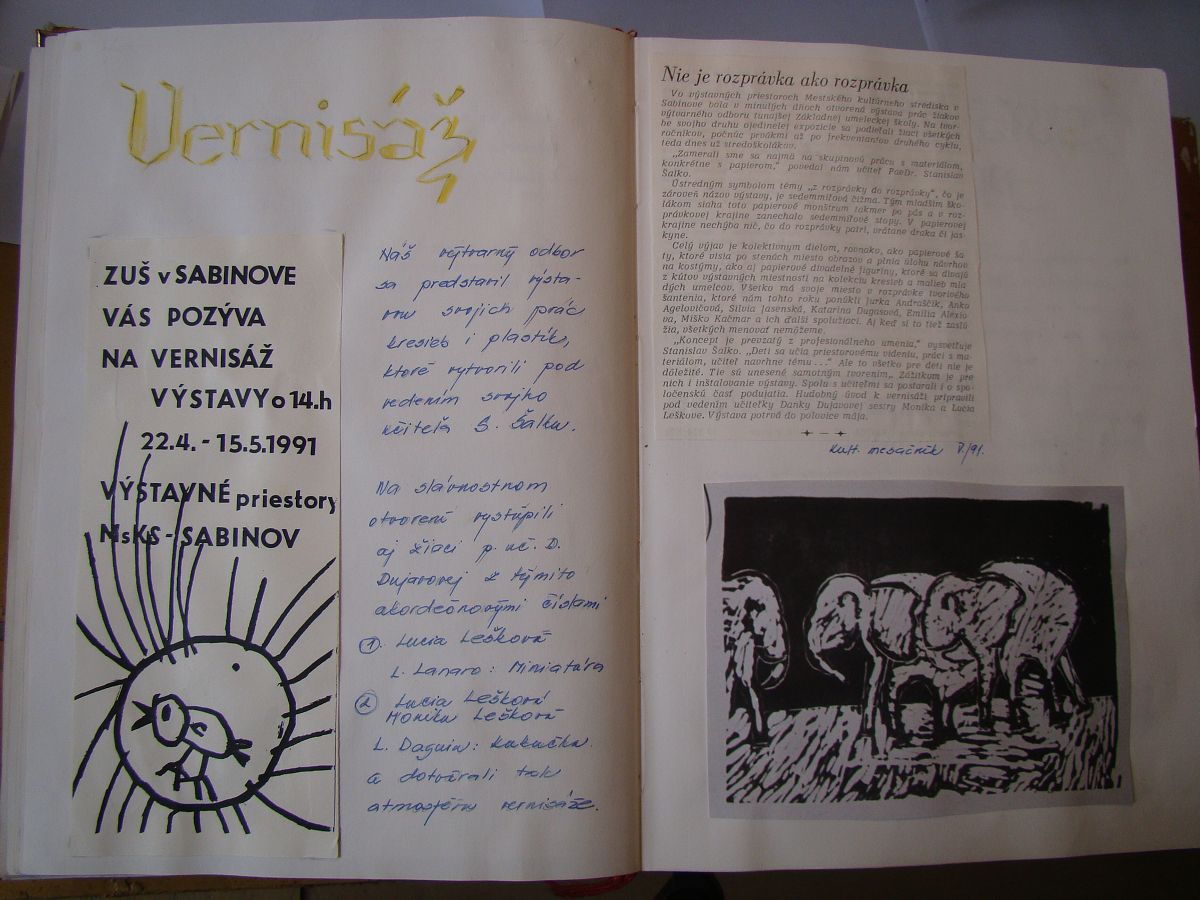 Vernisáž
ZUŠ v SABINOVE
VÁS POZÝVA
NA VERNISÁŽ
VÝSTAVY o 14.h
22.4. - 15.5.1991
VÝSTAVNÉ priestory
MsKS - SABINOV
Náš výtvarný odbor
sa predstavil výsta-
vou svojich prác
kresieb i plastík,
ktoré vytvorili pod
vedením svojho
učiteľa S. Šalku.
Na slávnostnom
otvorení vystúpili
aj žiaci p. uč. D.
Dujavovej z týmito
akordeónovými číslami
1. Lucia Lešková
L. Lanaro: Miniatúra
2 Lucia Lešková
Monika Lešková
L. Daquin: Kukučka
a dotvárali tak
atmosféru vernisáže.
Nie je rozprávka ako rozprávka
Vo výstavných priestoroch Mestského kultúrneho strediska v
Sabinove bola v minulých dňoch otvorená výstava prác žiakov
výtvarného odboru tunajšej Základnej umeleckej školy. Na tvor-
be svojho druhu ojedinelej expozície sa podieľali žiaci všetkých
ročníkov, počnúc prvákmi až po frekventantov druhého cyklu,
teda dnes už stredoškolákov.
„Zamerali sme sa najmä na skupinovú prácu s materiálom,
konkrétne s papierom," povedal nám učiteľ PaeDr. Stanislav
Šalko.
Ústredným symbolom témy „z rozprávky do rozprávky", čo je
zároveň názov výstavy, je sedemmíľová čižma. Tým mladším ško-
lákom siaha toto papierové monštrum takmer po pás a v roz-
právkovej krajine zanechalo sedemmíľové stopy. V papierovej
krajine nechýba nič, čo do rozprávky patrí, vrátane draka či jas-
kyne.
Celý výjav je kolektívnym dielom, rovnako, ako papierové ša-
ty, ktoré visia po stenách miesto obrazov a plnia úlohu návrhov
na kostýmy, ako aj papierové divadelné figuríny, ktoré sa dívajú
z kútov výstavných miestností na kolekciu kresieb a malieb mla-
dých umelcov. Všetko má svoje miesto v rozprávke tvorivého
šantenia, ktoré nám tohto roku ponúkli Jurka Andraščik, Anka
Agelovičová, Silvia Jasenská, Katarína Dugasová, Emília Alexio-
va, Miško Kačmar a ich ďalší spolužiaci. Aj keď si to tiež zaslú
žia, všetkých menovať nemôžeme.
„Koncept je prevzatý z profesionálneho umenia," vysvetľuje
Stanislav Šalko. „Deti sa učia priestorovému videniu, práci s ma-
teriálom, učiteľ navrhne tému ..." Ale to všetko pre deti nie je
dôležité. Tie sú unesené samotným tvorením. Zážitkom je pre
nich i inštalovanie výstavy. Spolu s učiteľmi sa postarali i o spo-
ločenskú časť podujatia. Hudobný úvod k vernisáži pripravili
pod vedením učiteľky Danky Dujavovej sestry Monika a Lucia
Leškove. Výstava potrvá do polovice mája.
Kult. mesačník V./91.